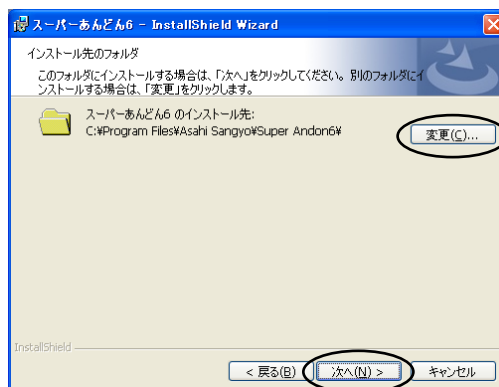 スーパーあんどん6 - InstallShield Wizard
インストール先のフォルダ
このフォルダにインストールする場合は、「次へ」をクリックしてください。別のフォルダにイ
ンストールする場合は、「変更」をクリックします。
スーパーあんどん6 のインストール先:
C:¥Program Files¥Asahi Sangyo¥Super Andon6¥
変更(C)...
InstallShield
< 戻る(B)
次へ(N) >
キャンセル